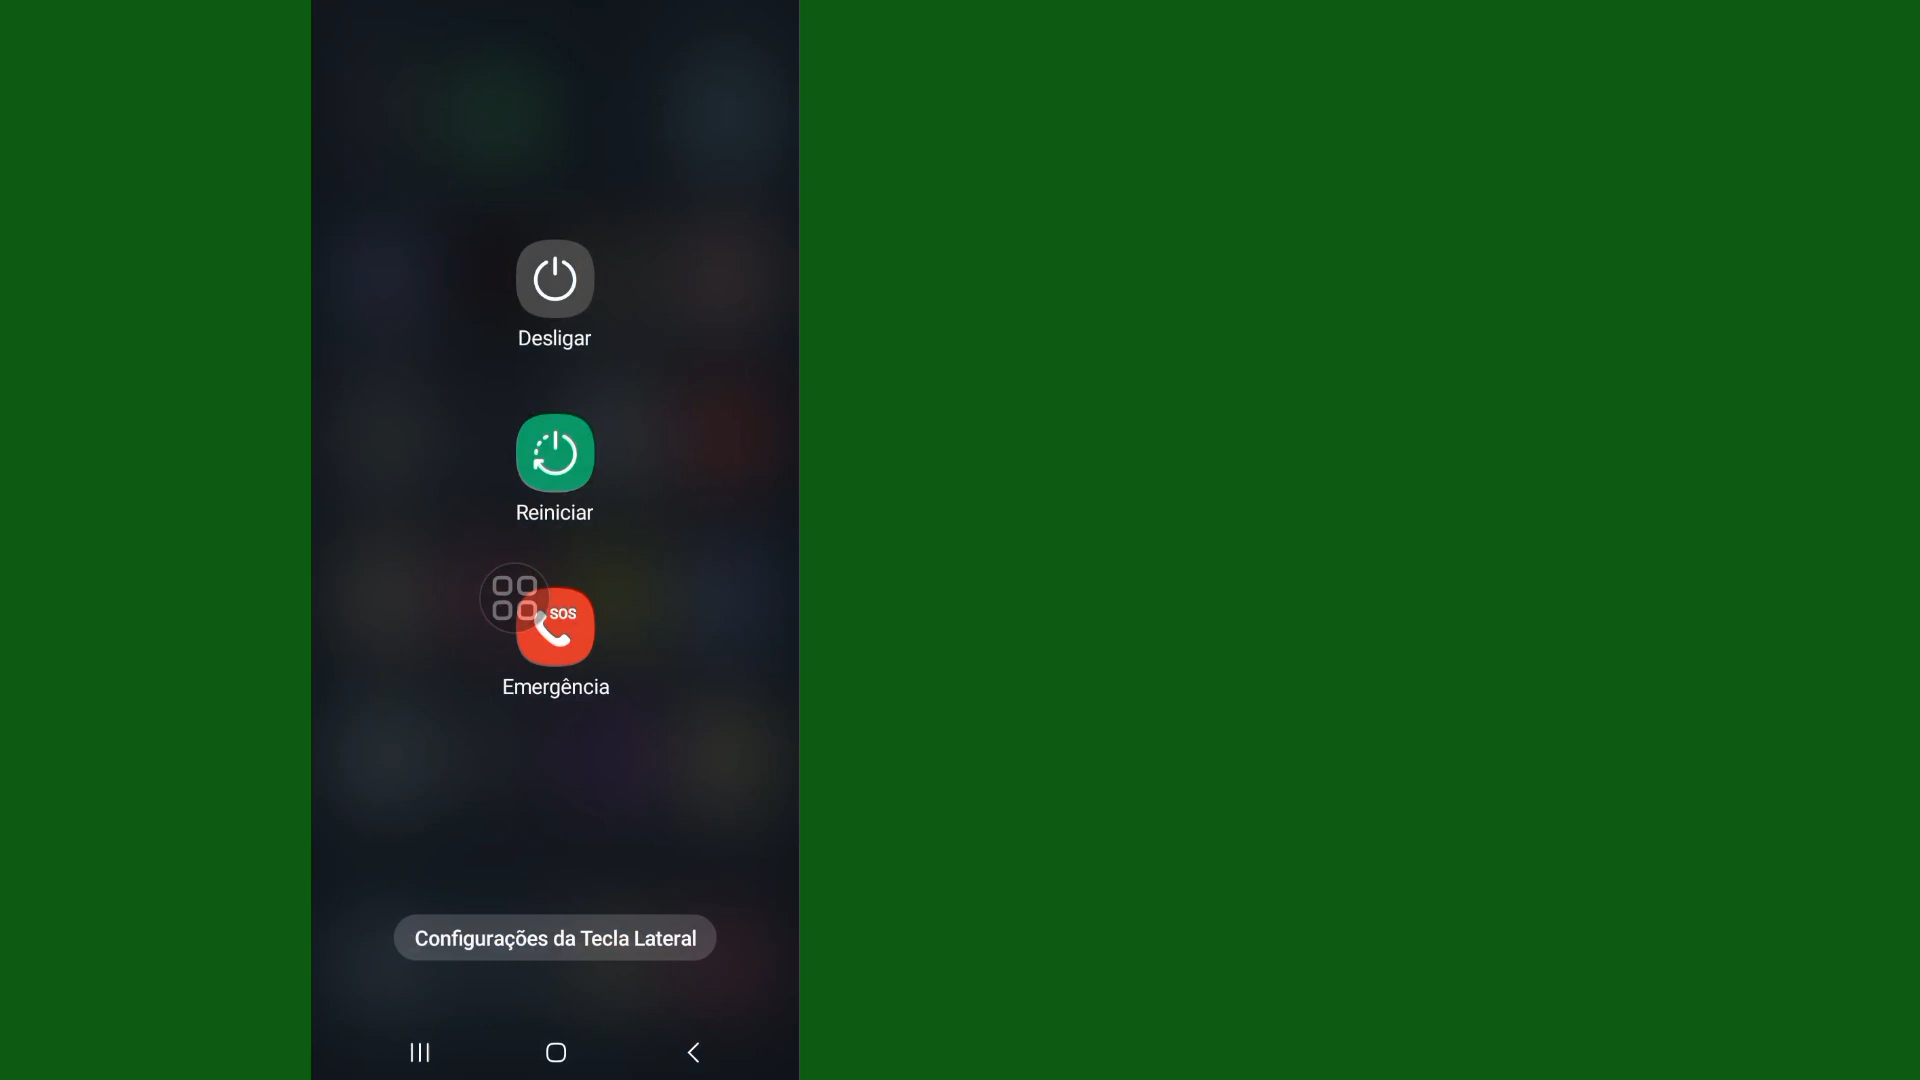 Desligar
Reiniciar
SOS
Emergência
Configurações da Tecla Lateral